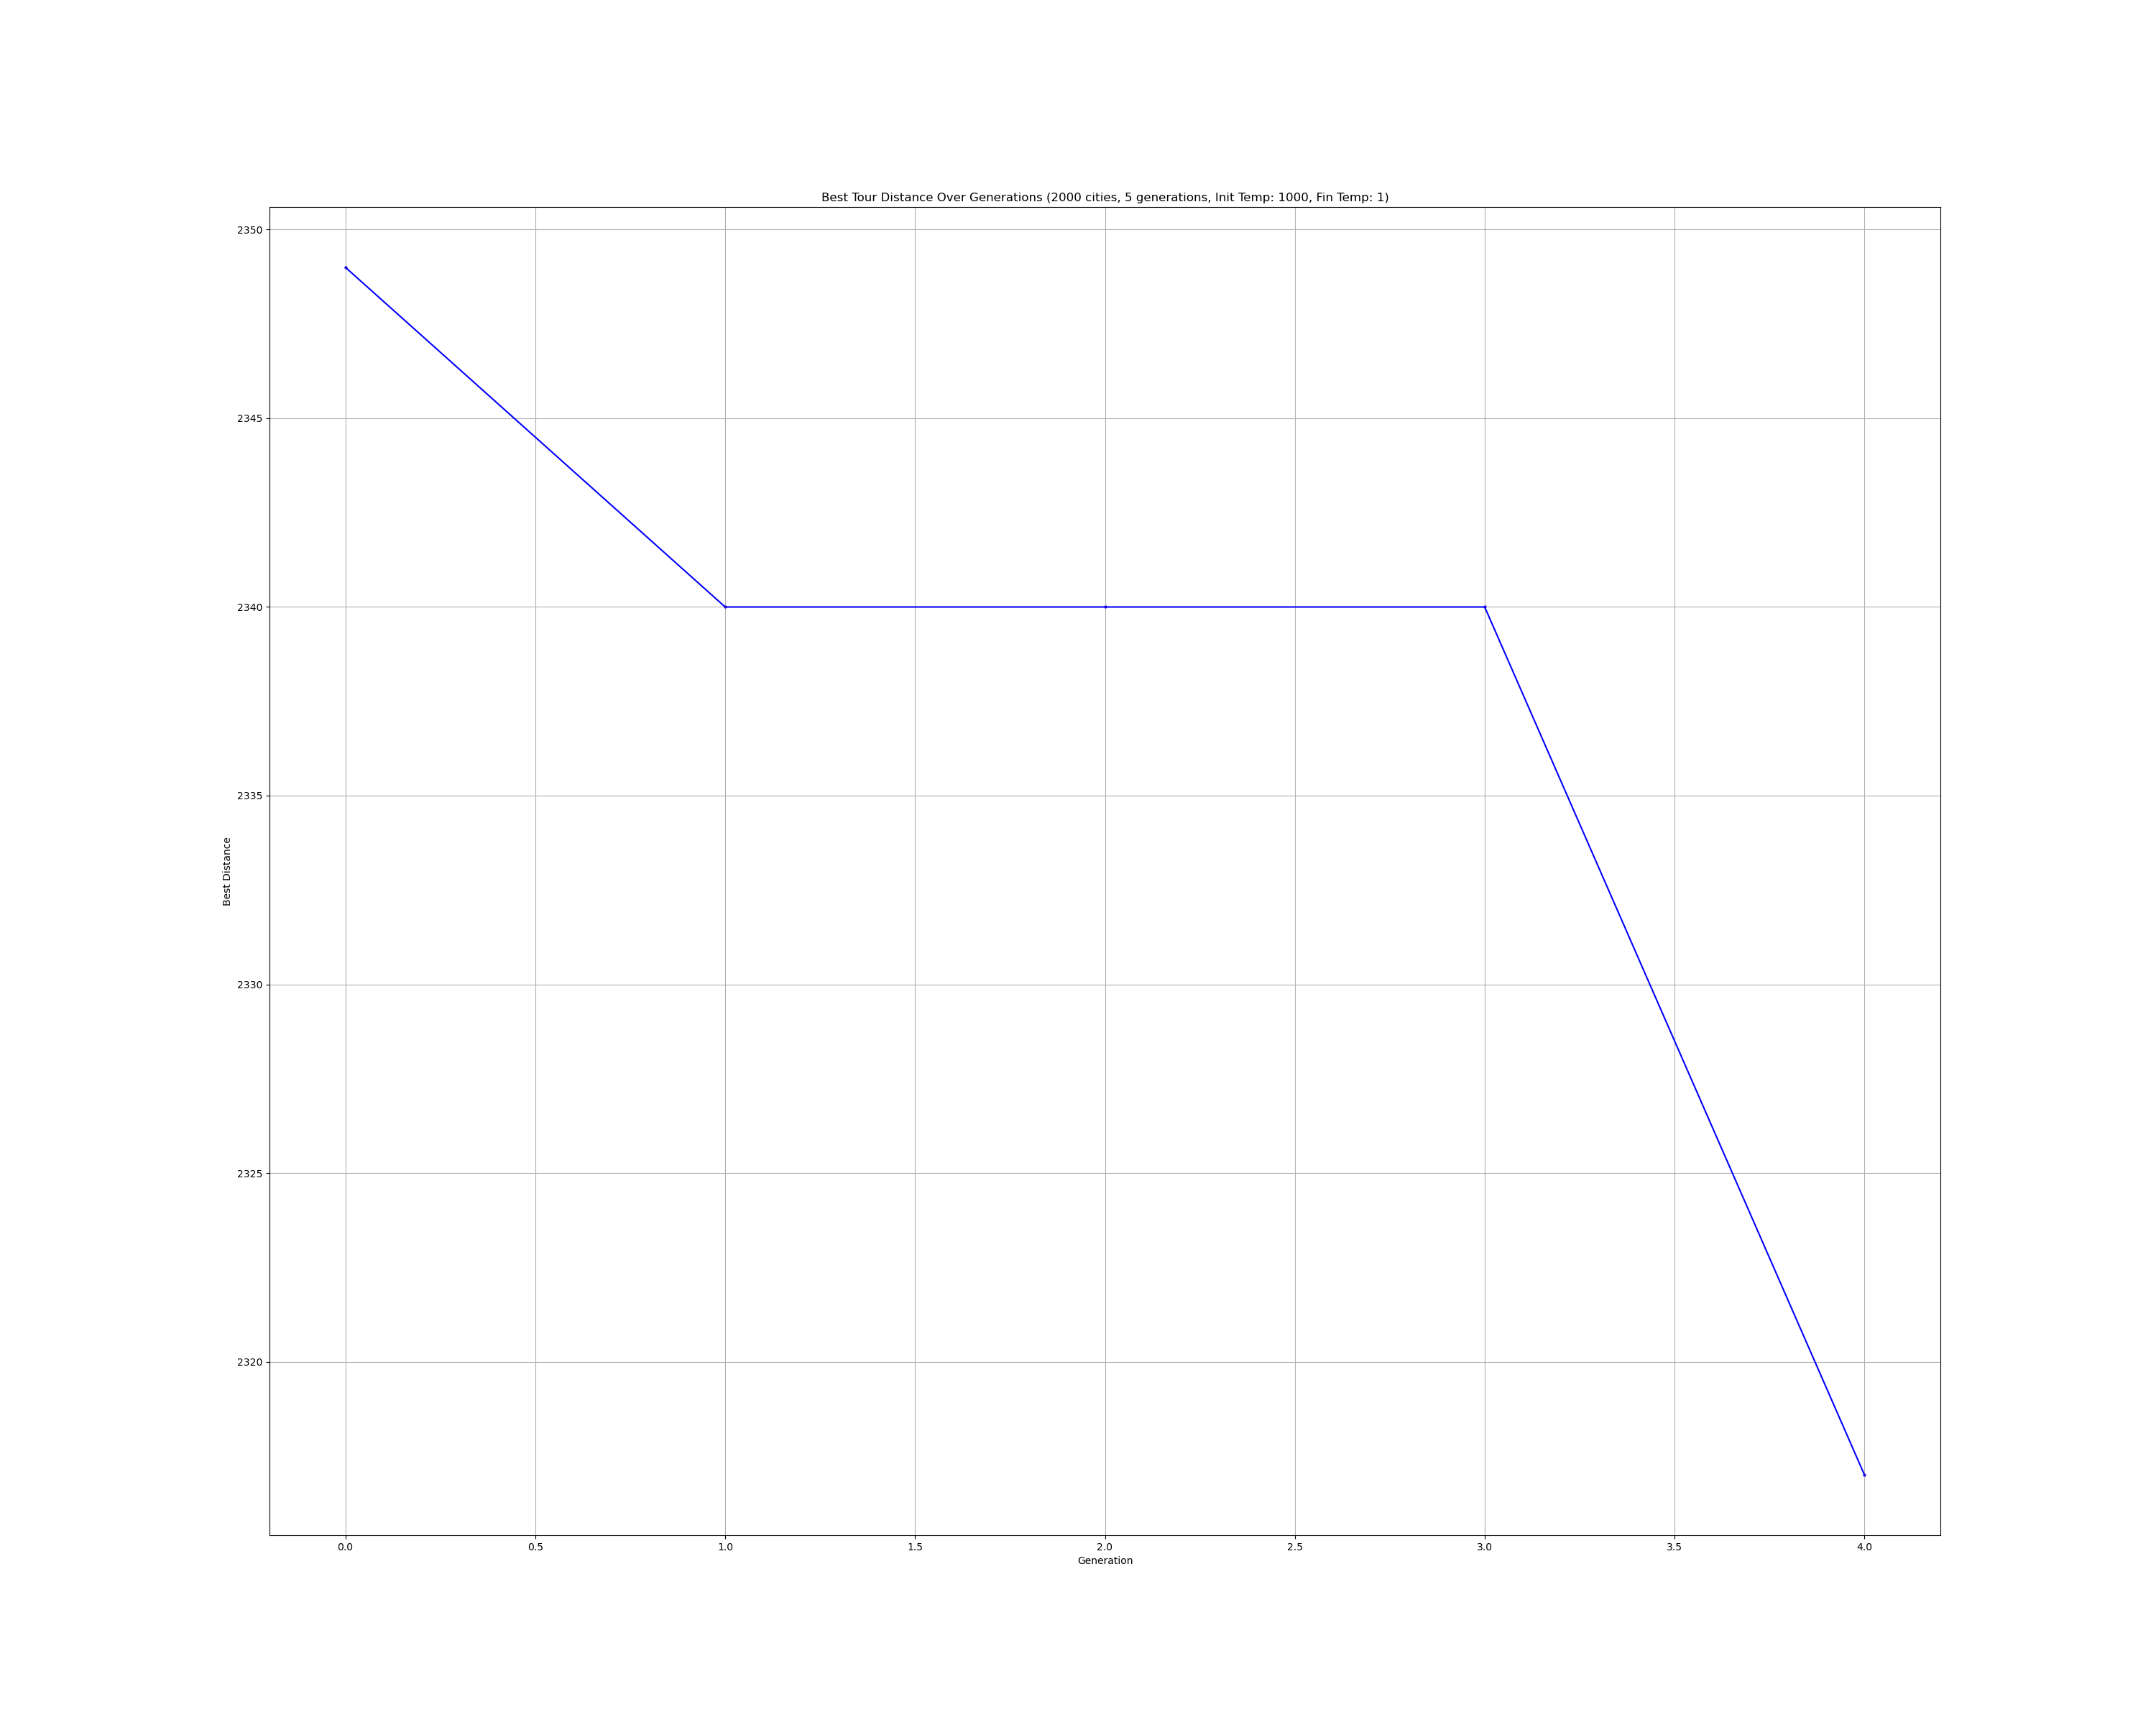 Best Tour Distance Over Generations (2000 cities, 5 generations, Init Temp: 1000, Fin Temp: 1)
2350
2345
2340
2335
2330
2325
2320
Best Distance
0.0 0.5 1.0 1.5 2.0 2.5 3.0 3.5 4.0
Generation